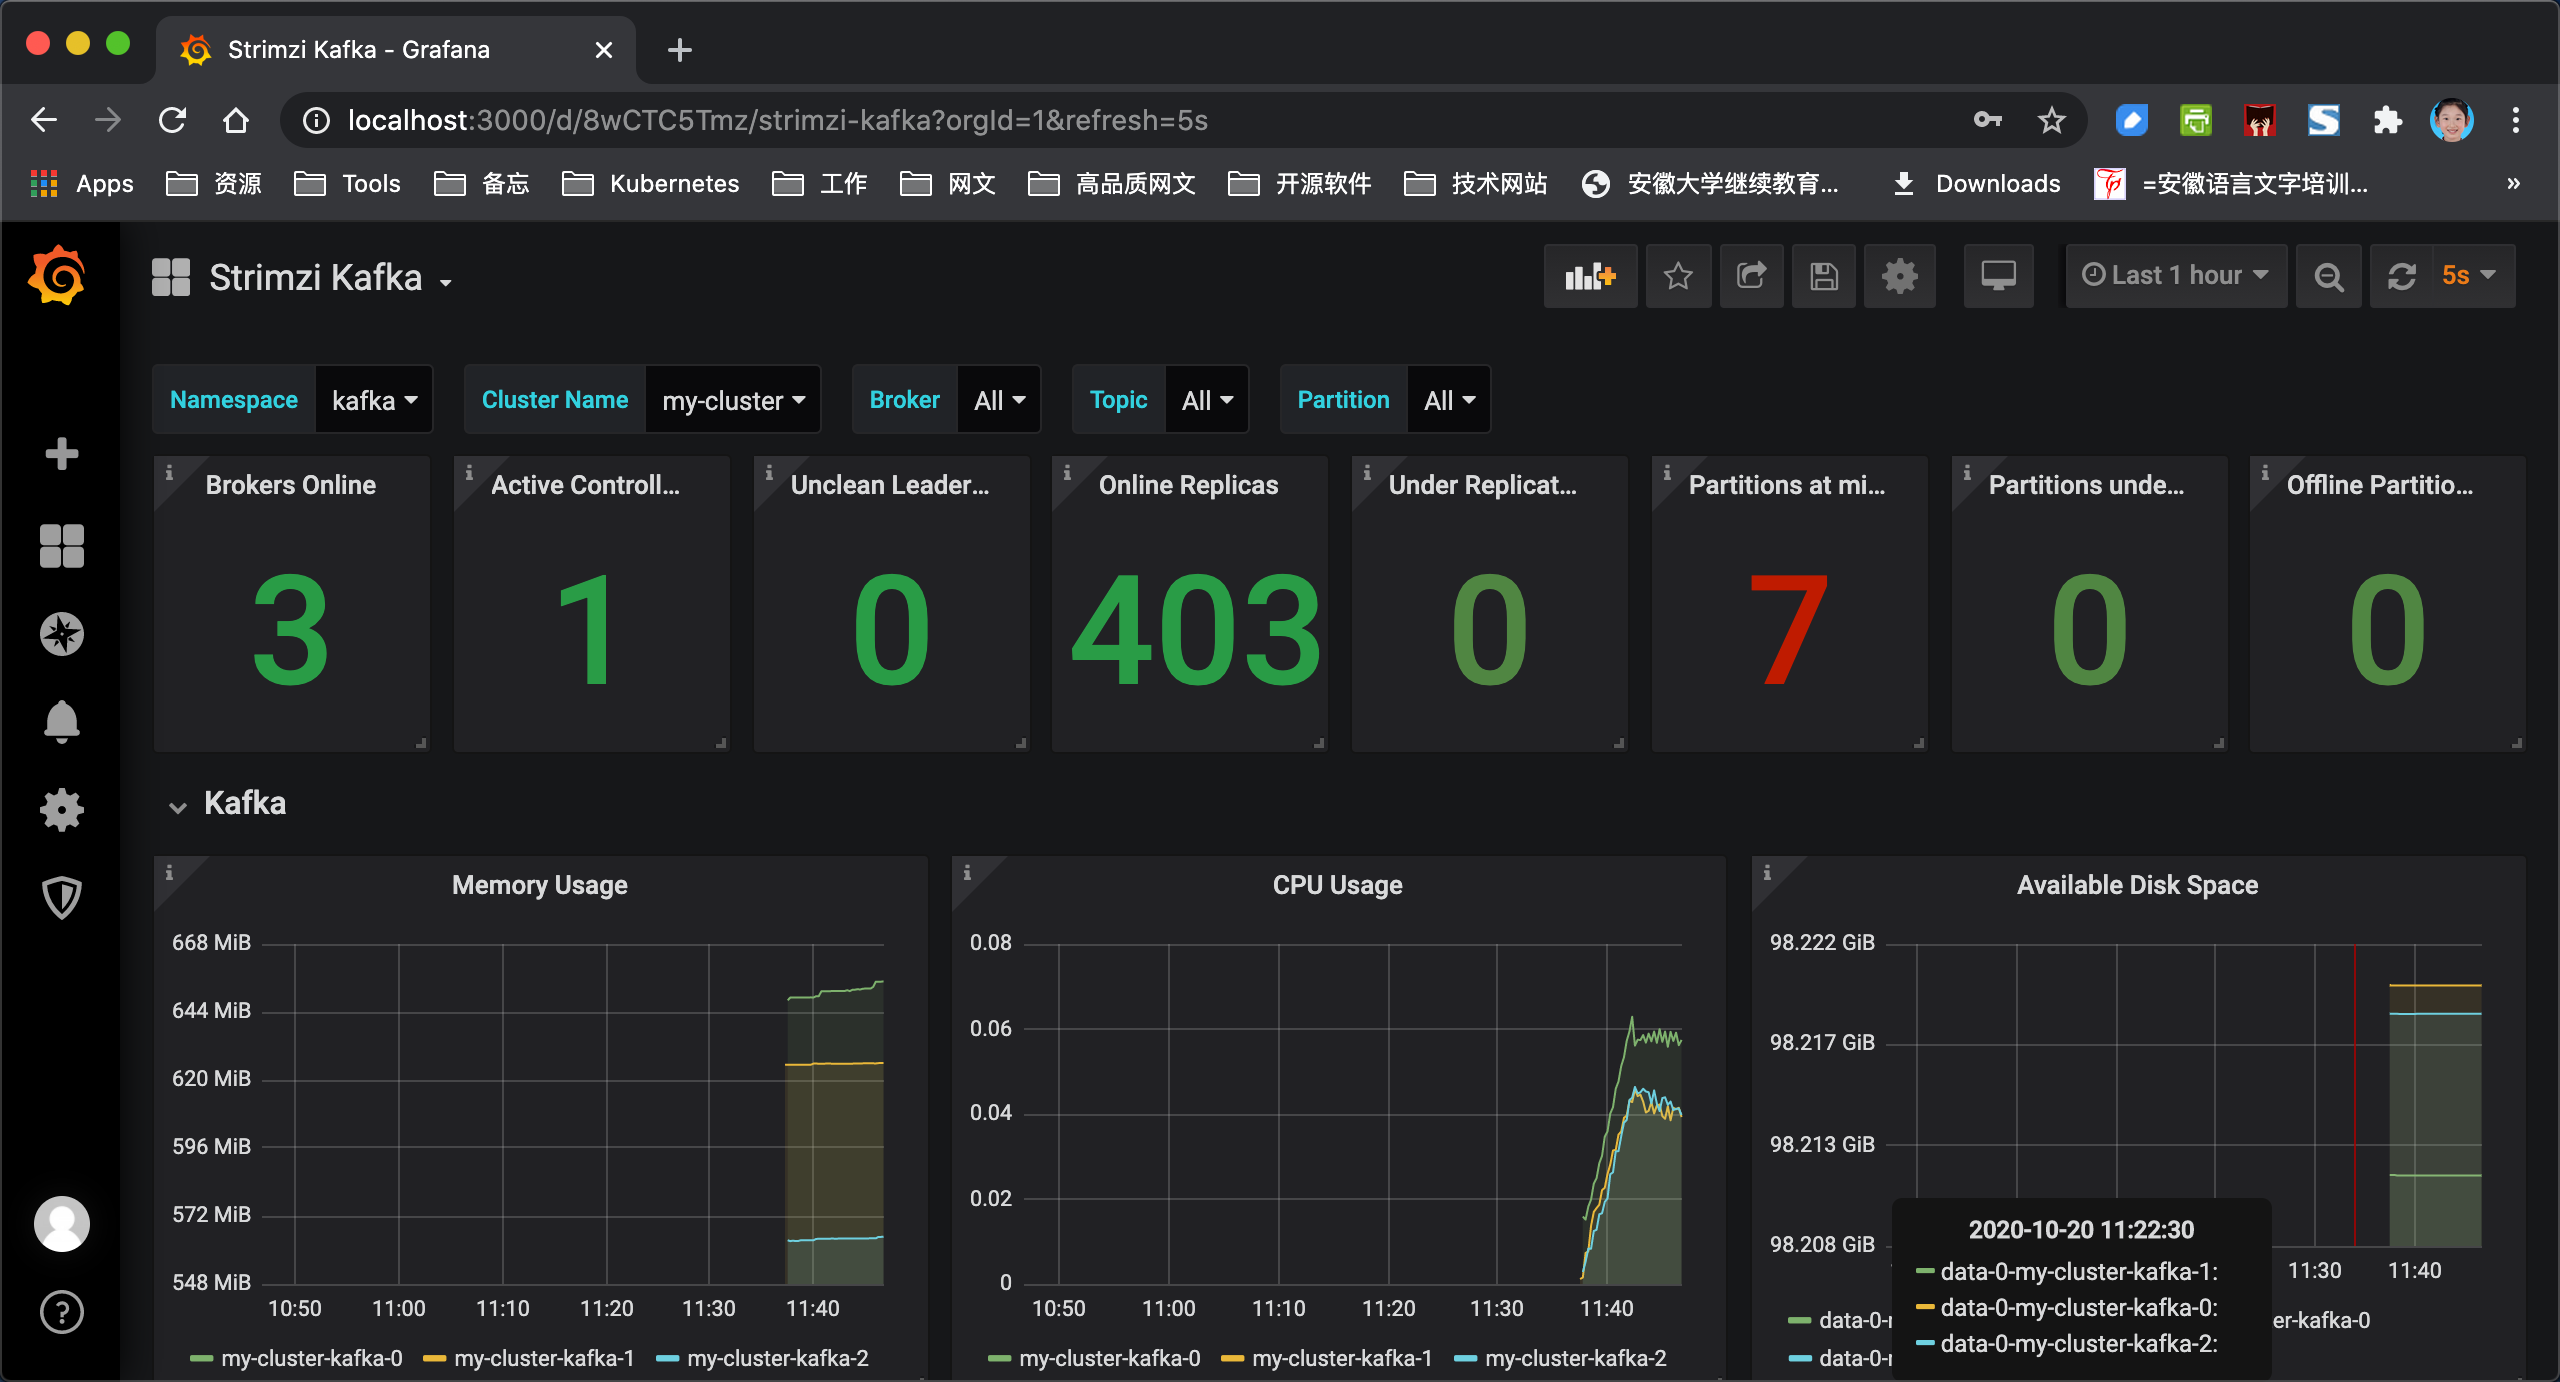 Strimzi Kafka - Grafana
localhost:3000/d/8wCTC5Tmz/strimzi-kafka?orgId=1&refresh=5s
Apps 资源 Tools 备忘 Kubernetes 工作 网文 高品质网文 开源软件 技术网站 安徽大学继续教育... Downloads =安徽语言文字培训... »
Strimzi Kafka
Last 1 hour 5s
Namespace kafka Cluster Name my-cluster Broker All Topic All Partition All
Brokers Online Active Controll... Unclean Leader... Online Replicas Under Replicat... Partitions at mi... Partitions unde... Offline Partitio...
3 1 0 403 0 7 0 0
Kafka
Memory Usage
668 MiB
644 MiB
620 MiB
596 MiB
572 MiB
548 MiB
10:50 11:00 11:10 11:20 11:30 11:40
my-cluster-kafka-0 my-cluster-kafka-1 my-cluster-kafka-2
CPU Usage
0.08
0.06
0.04
0.02
0
10:50 11:00 11:10 11:20 11:30 11:40
my-cluster-kafka-0 my-cluster-kafka-1 my-cluster-kafka-2
Available Disk Space
98.222 GiB
98.217 GiB
98.213 GiB
98.208 GiB
11:30 11:40
2020-10-20 11:22:30
data-0-my-cluster-kafka-1:
data-0-my-cluster-kafka-0:
data-0-my-cluster-kafka-2:
data-0- er-kafka-0
data-0-